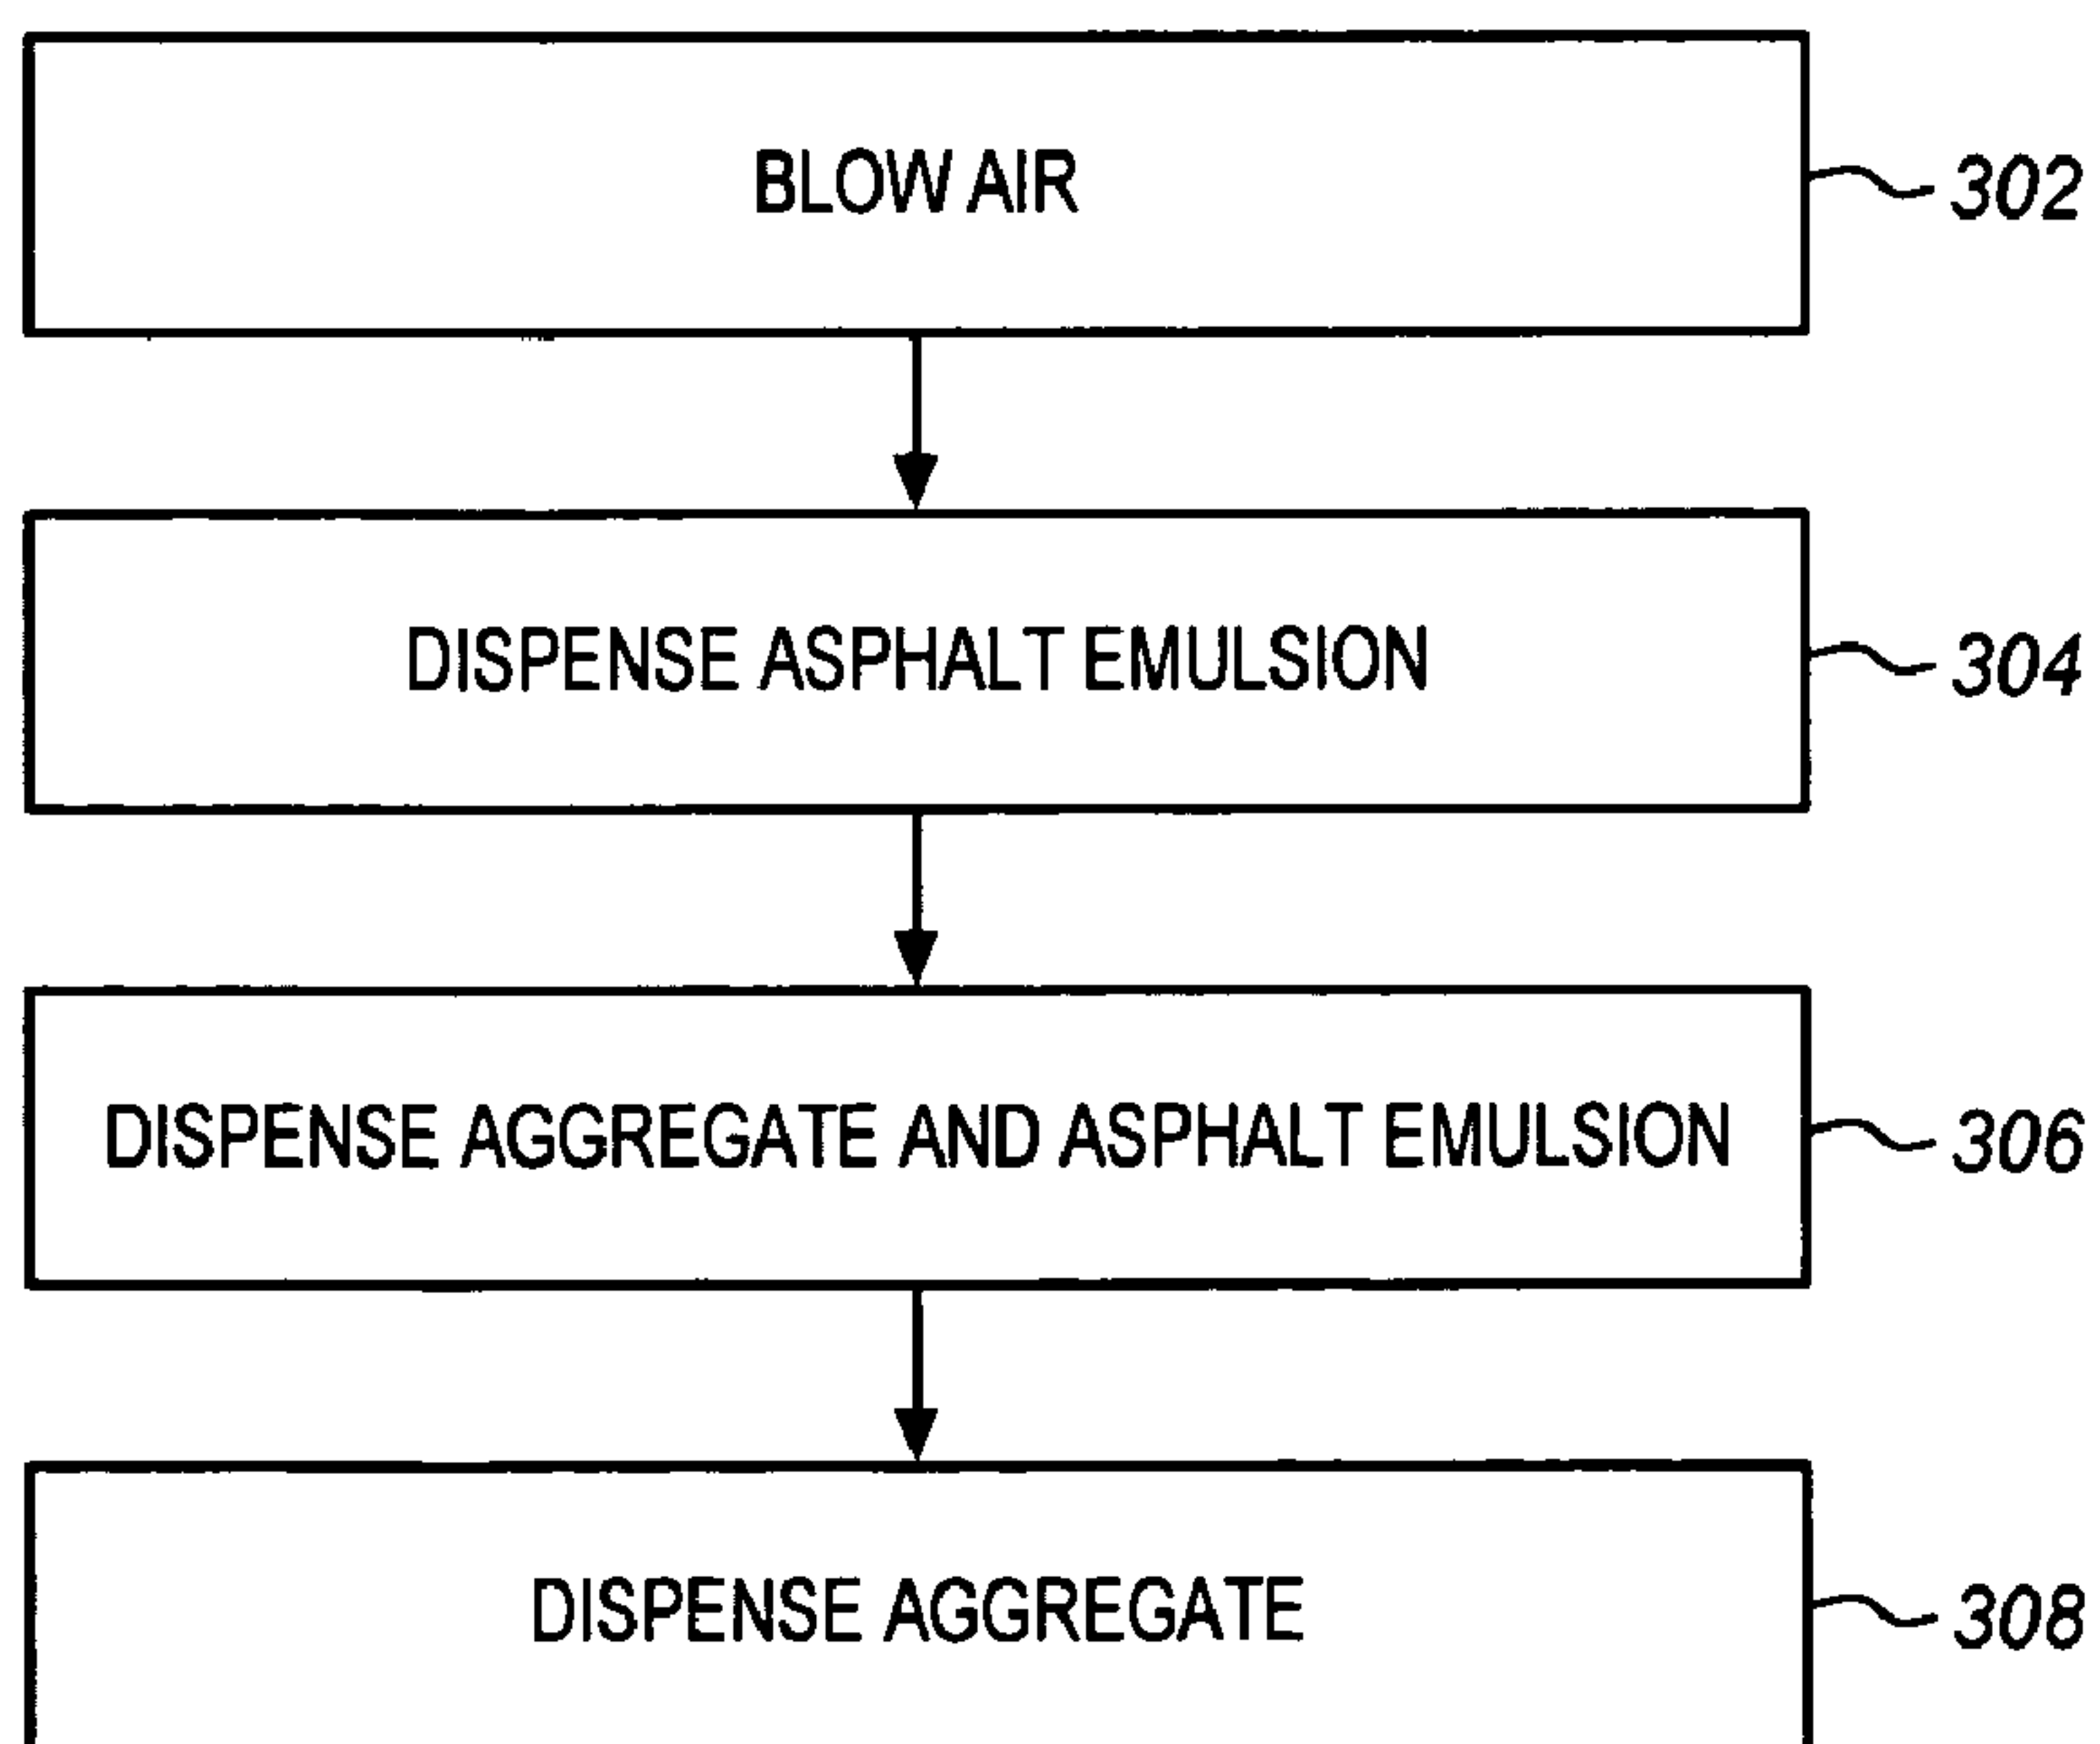 BLOW AIR
302
DISPENSE ASPHALT EMULSION
304
DISPENSE AGGREGATE AND ASPHALT EMULSION
306
DISPENSE AGGREGATE
308